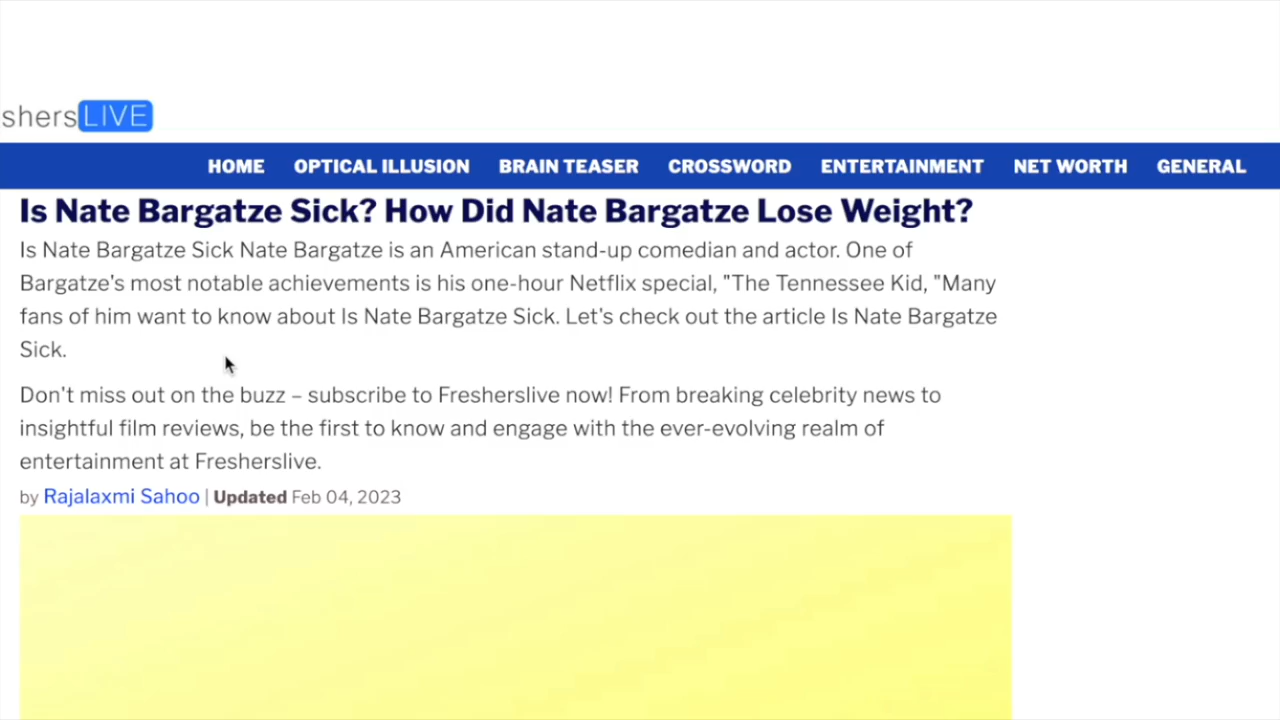 shersLIVE
HOME OPTICAL ILLUSION BRAIN TEASER CROSSWORD ENTERTAINMENT NET WORTH GENERAL
Is Nate Bargatze Sick? How Did Nate Bargatze Lose Weight?
Is Nate Bargatze Sick Nate Bargatze is an American stand-up comedian and actor. One of
Bargatze's most notable achievements is his one-hour Netflix special, "The Tennessee Kid, "Many
fans of him want to know about Is Nate Bargatze Sick. Let's check out the article Is Nate Bargatze
Sick.
Don't miss out on the buzz – subscribe to Fresherslive now! From breaking celebrity news to
insightful film reviews, be the first to know and engage with the ever-evolving realm of
entertainment at Fresherslive.
by Rajalaxmi Sahoo | Updated Feb 04, 2023